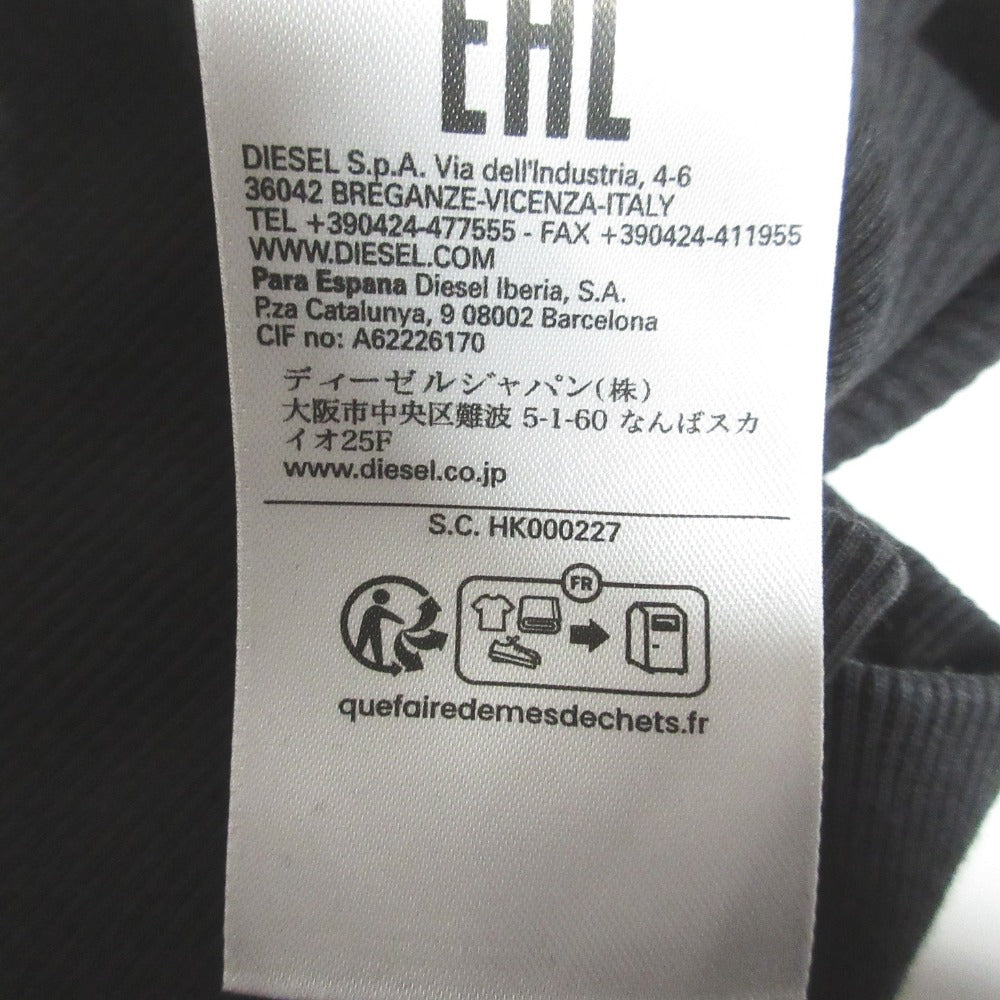 EHL
DIESEL S.p.A. Via dell'Industria, 4-6
36042 BREGANZE-VICENZA-ITALY
TEL +390424-477555 - FAX +390424-411955
WWW.DIESEL.COM
Para Espana Diesel Iberia, S.A.
P.za Catalunya, 9 08002 Barcelona
CIF no: A62226170
ディーゼルジャパン(株)
大阪市中央区難波 5-1-60 なんばスカ
イオ25F
www.diesel.co.jp
S.C. HK000227
FR
quefairedemesdechets.fr